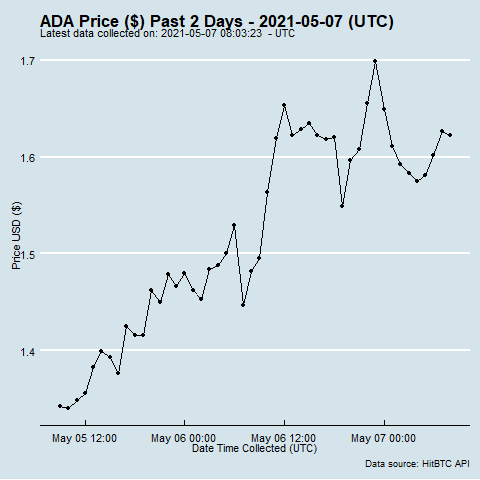 ADA Price ($) Past 2 Days - 2021-05-07 (UTC)
Latest data collected on: 2021-05-07 08:03:23 - UTC
1.7
1.6
1.5
1.4
Price USD ($)
May 05 12:00
May 06 00:00
May 06 12:00
May 07 00:00
Date Time Collected (UTC)
Data source: HitBTC API